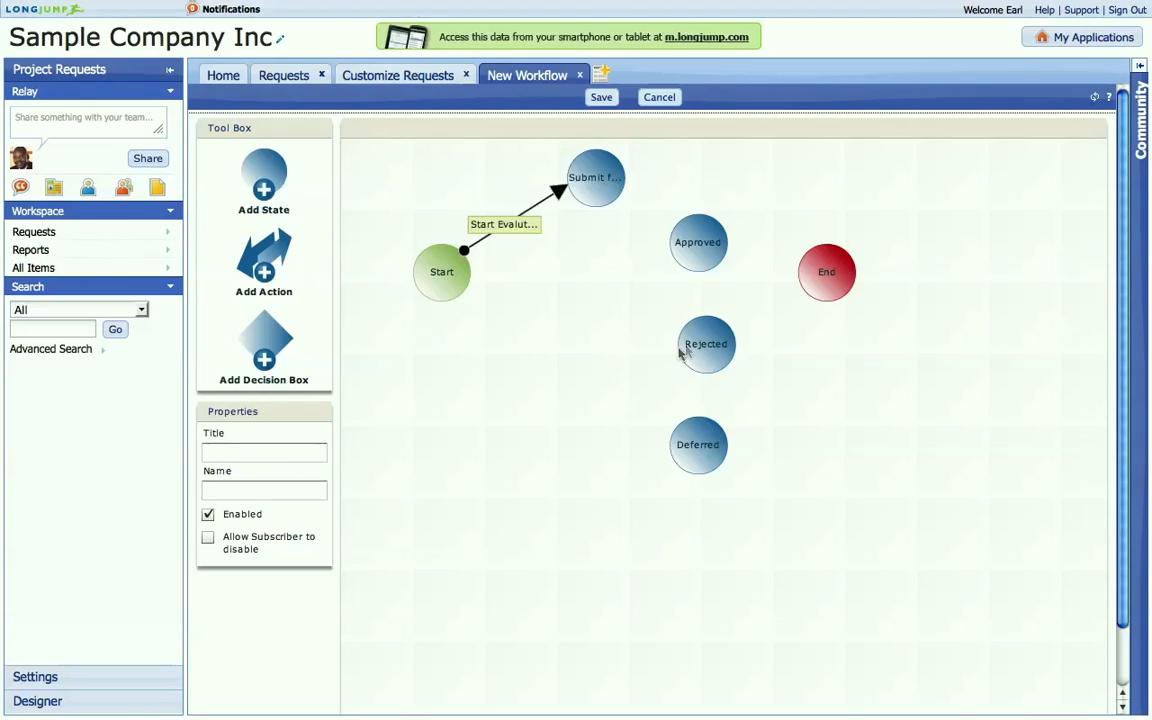 LONGJUMP
Notifications
Welcome Earl Help | Support | Sign Out
Sample Company Inc
Access this data from your smartphone or tablet at m.longjump.com
My Applications
Project Requests
Home
Requests x
Customize Requests x
New Workflow x
Relay
Save
Cancel
?
Community
Share something with your team...
Share
Workspace
Requests
Reports
All Items
Search
All
Go
Advanced Search
Settings
Designer
Tool Box
Add State
Add Action
Add Decision Box
Properties
Title
Name
Enabled
Allow Subscriber to
disable
Submit f...
Start Evalut...
Approved
Start
End
Rejected
Deferred